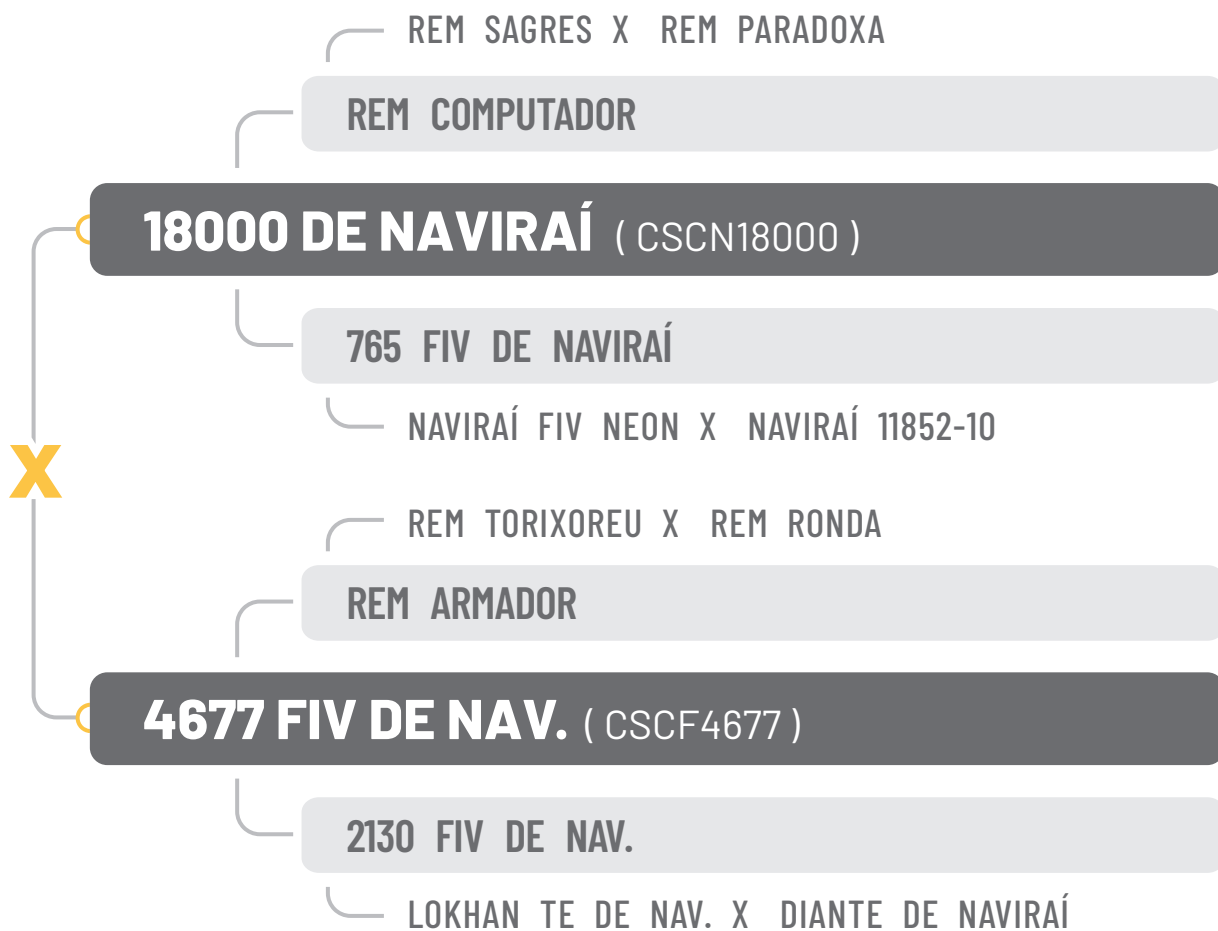 REM SAGRES X REM PARADOXA
REM COMPUTADOR
18000 DE NAVIRAÍ ( CSCN18000 )
765 FIV DE NAVIRAÍ
NAVIRAÍ FIV NEON X NAVIRAÍ 11852-10
X
REM TORIXOREU X REM RONDA
REM ARMADOR
4677 FIV DE NAV. ( CSCF4677 )
2130 FIV DE NAV.
LOKHAN TE DE NAV. X DIANTE DE NAVIRAÍ